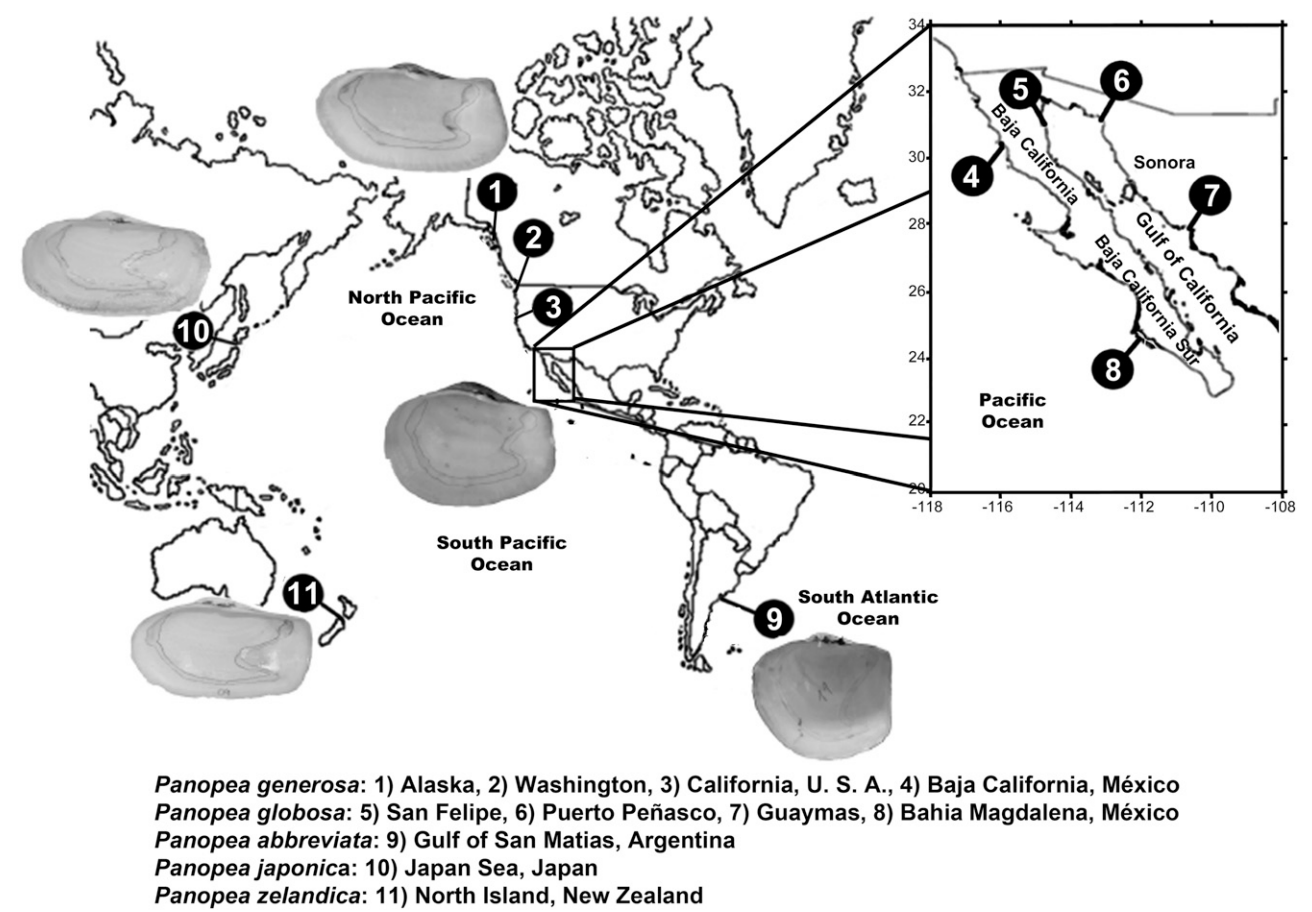 34
32
30
28
26
24
22
20
-118
-116
-114
-112
-110
-108
5
6
4
7
8
Baja California
Sonora
Gulf of California
Baja California Sur
Pacific
Ocean
1
2
3
10
North Pacific
Ocean
South Pacific
Ocean
11
9
South Atlantic
Ocean
Panopea generosa: 1) Alaska, 2) Washington, 3) California, U. S. A., 4) Baja California, México
Panopea globosa: 5) San Felipe, 6) Puerto Peñasco, 7) Guaymas, 8) Bahia Magdalena, México
Panopea abbreviata: 9) Gulf of San Matias, Argentina
Panopea japonica: 10) Japan Sea, Japan
Panopea zelandica: 11) North Island, New Zealand